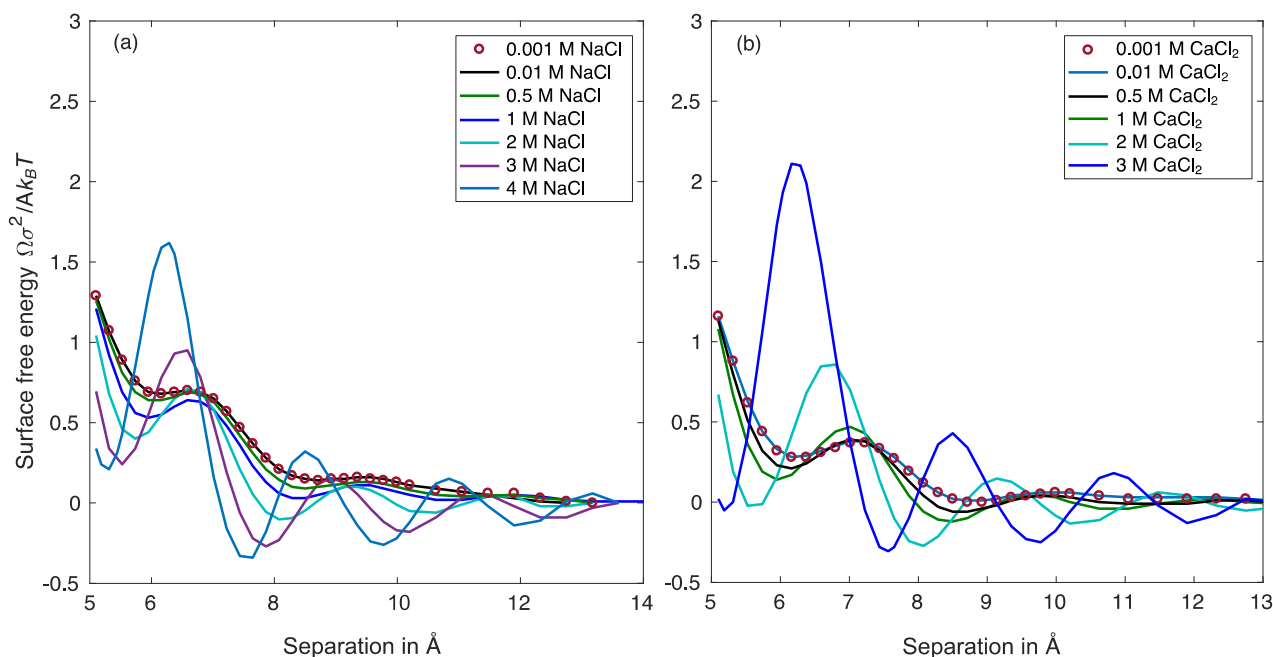 (a)
0.001 M NaCl
0.01 M NaCl
0.5 M NaCl
1 M NaCl
2 M NaCl
3 M NaCl
4 M NaCl
3
2.5
2
1.5
1
0.5
0
-0.5
5
6
8
10
12
14
Surface free energy Ωσ²/Ak_BT
Separation in Å
(b)
0.001 M CaCl₂
0.01 M CaCl₂
0.5 M CaCl₂
1 M CaCl₂
2 M CaCl₂
3 M CaCl₂
3
2.5
2
1.5
1
0.5
0
-0.5
5
6
7
8
9
10
11
12
13
Separation in Å